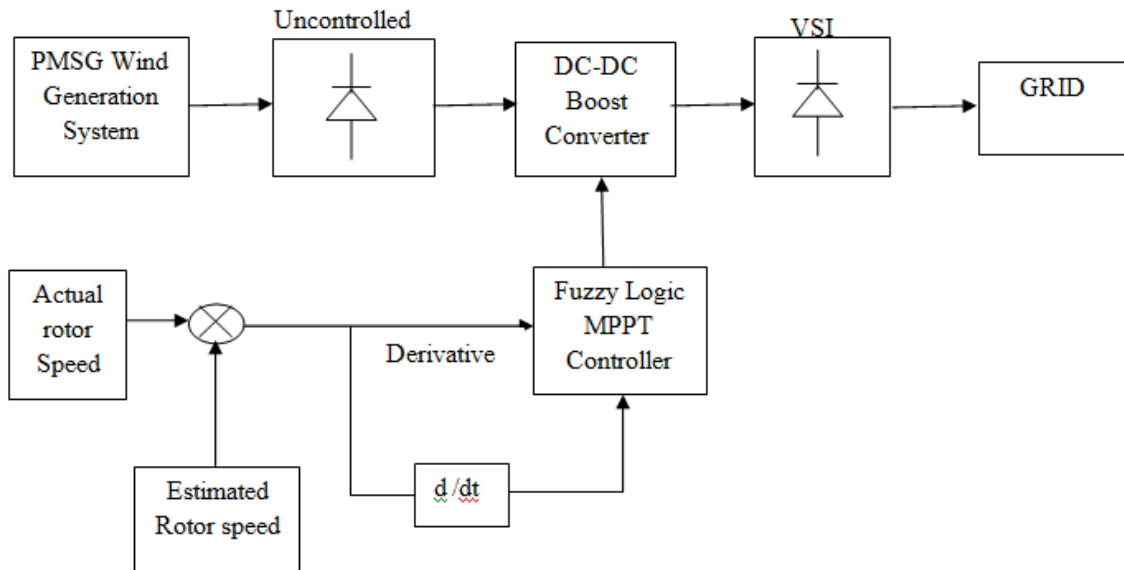 Uncontrolled
VSI
PMSG Wind
Generation
System
DC-DC
Boost
Converter
GRID
Actual
rotor
Speed
Derivative
Fuzzy Logic
MPPT
Controller
Estimated
Rotor speed
d /dt